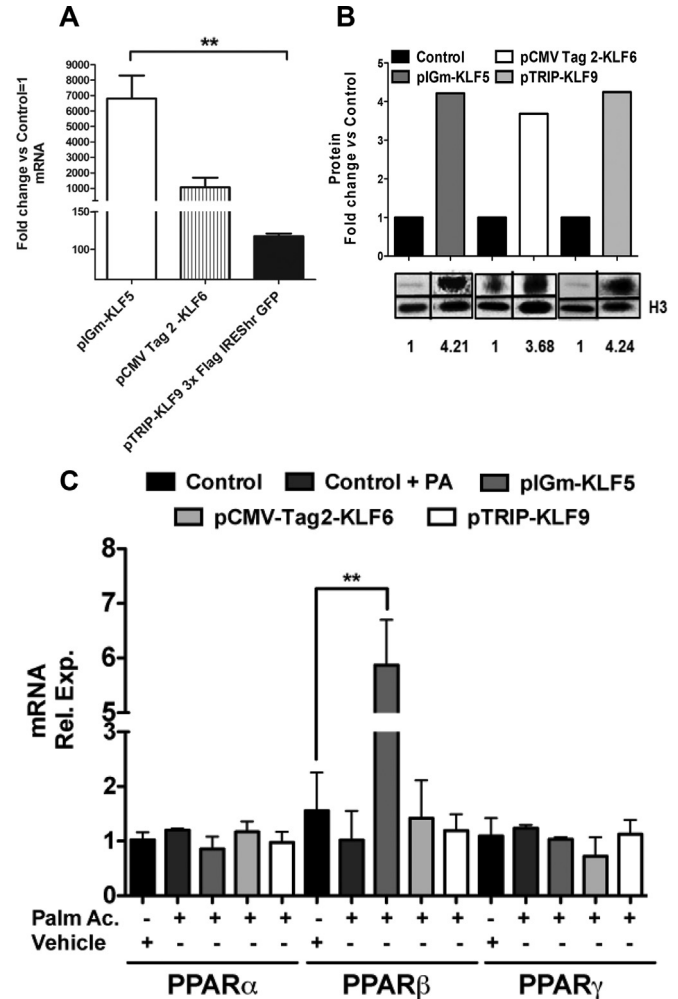 A
**
Fold change vs Control=1
mRNA
9000
8000
7000
6000
5000
4000
3000
2000
1000
150
100
pIGm-KLF5
pCMV Tag 2 -KLF6
pTRIP-KLF9 3x Flag IREShr GFP
B
Control
pCMV Tag 2-KLF6
pIGm-KLF5
pTRIP-KLF9
Protein
Fold change vs Control
5
4
3
2
1
0
H3
1 4.21 1 3.68 1 4.24
C
Control
Control + PA
pIGm-KLF5
pCMV-Tag2-KLF6
pTRIP-KLF9
mRNA
Rel. Exp.
8
7
6
5
3
2
1
0
**
Palm Ac. - + + + + - + + + + - + + + +
Vehicle + - - - - + - - - - + - - - -
PPARα PPARβ PPARγ